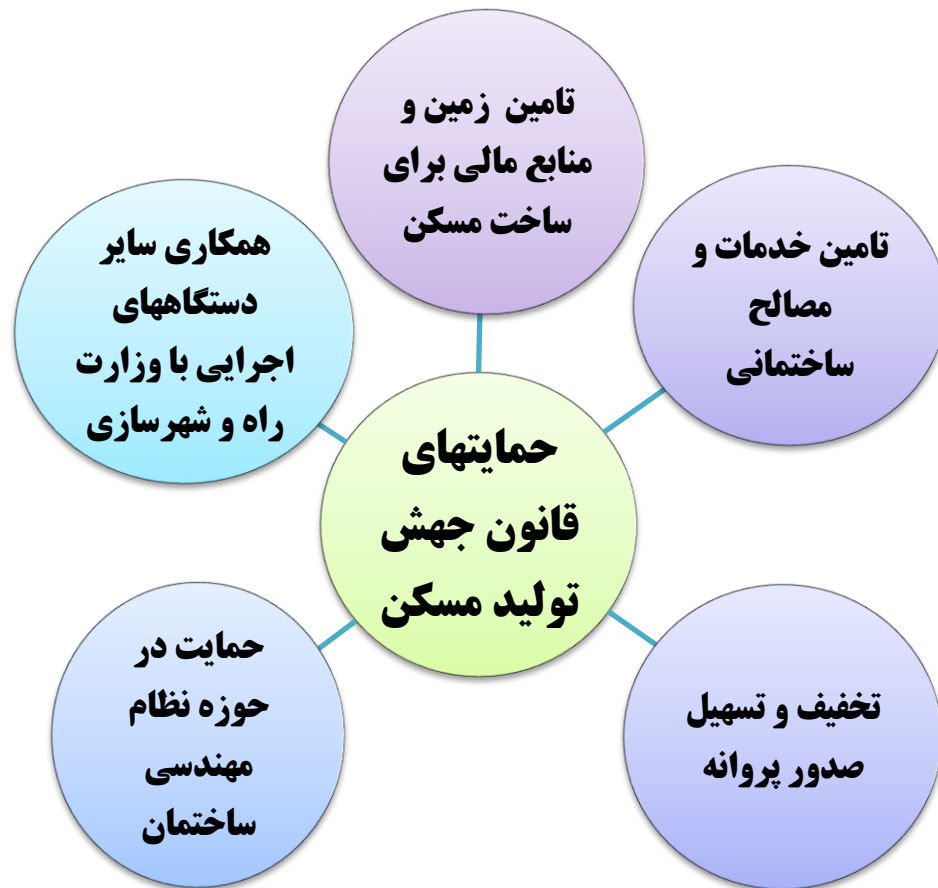 تامین زمین و
منابع مالی برای
ساخت مسکن
تامین خدمات و
مصالح
ساختمانی
همکاری سایر
دستگاههای
اجرایی با وزارت
راه و شهرسازی
حمایتهای
قانون جهش
تولید مسکن
تخفیف و تسهیل
صدور پروانه
حمایت در
حوزه نظام
مهندسی
ساختمان